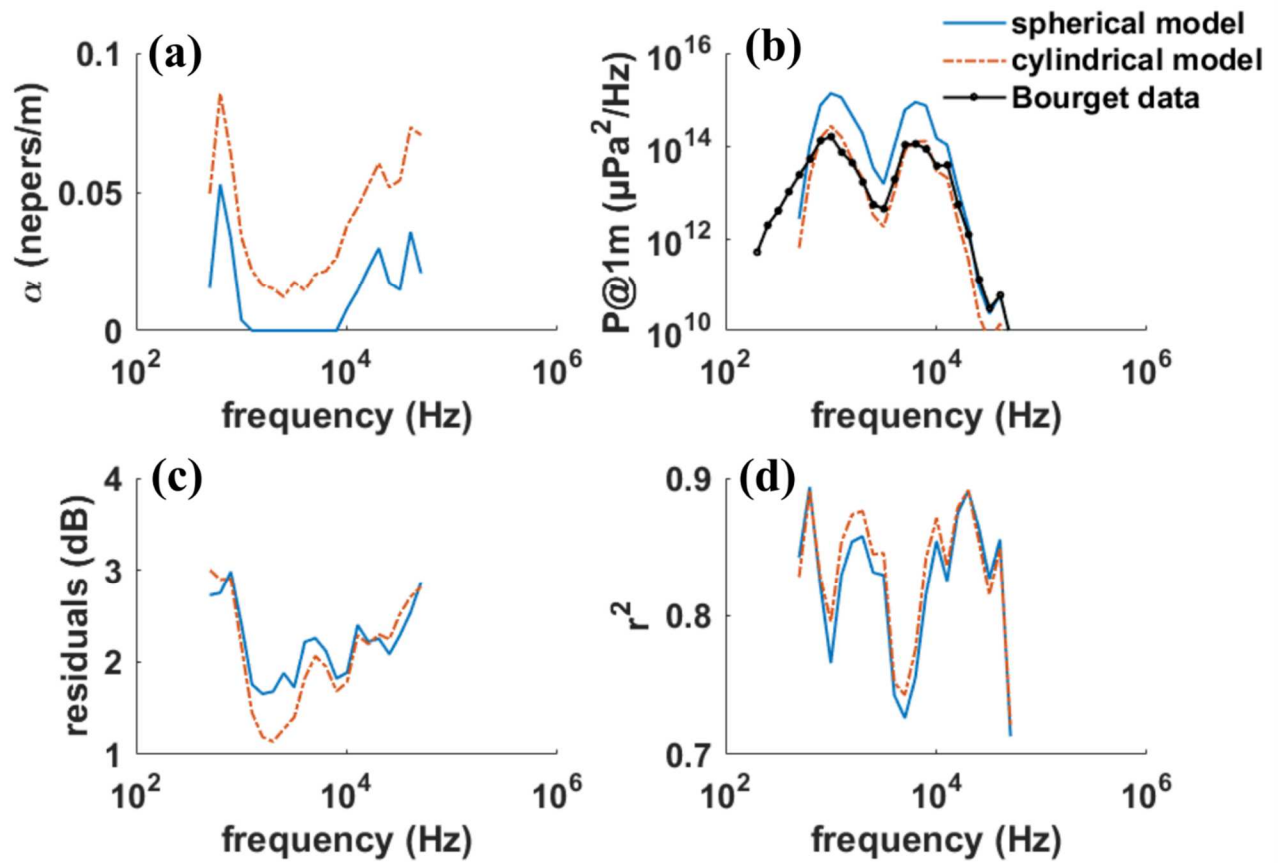 spherical model
cylindrical model
Bourget data
(a)
0.1
0.05
0
α (nepers/m)
10²
10⁴
10⁶
frequency (Hz)
(b)
10¹⁶
10¹⁴
10¹²
10¹⁰
P@1m (µPa²/Hz)
10²
10⁴
10⁶
frequency (Hz)
(c)
4
3
2
1
residuals (dB)
10²
10⁴
10⁶
frequency (Hz)
(d)
0.9
0.8
0.7
r²
10²
10⁴
10⁶
frequency (Hz)